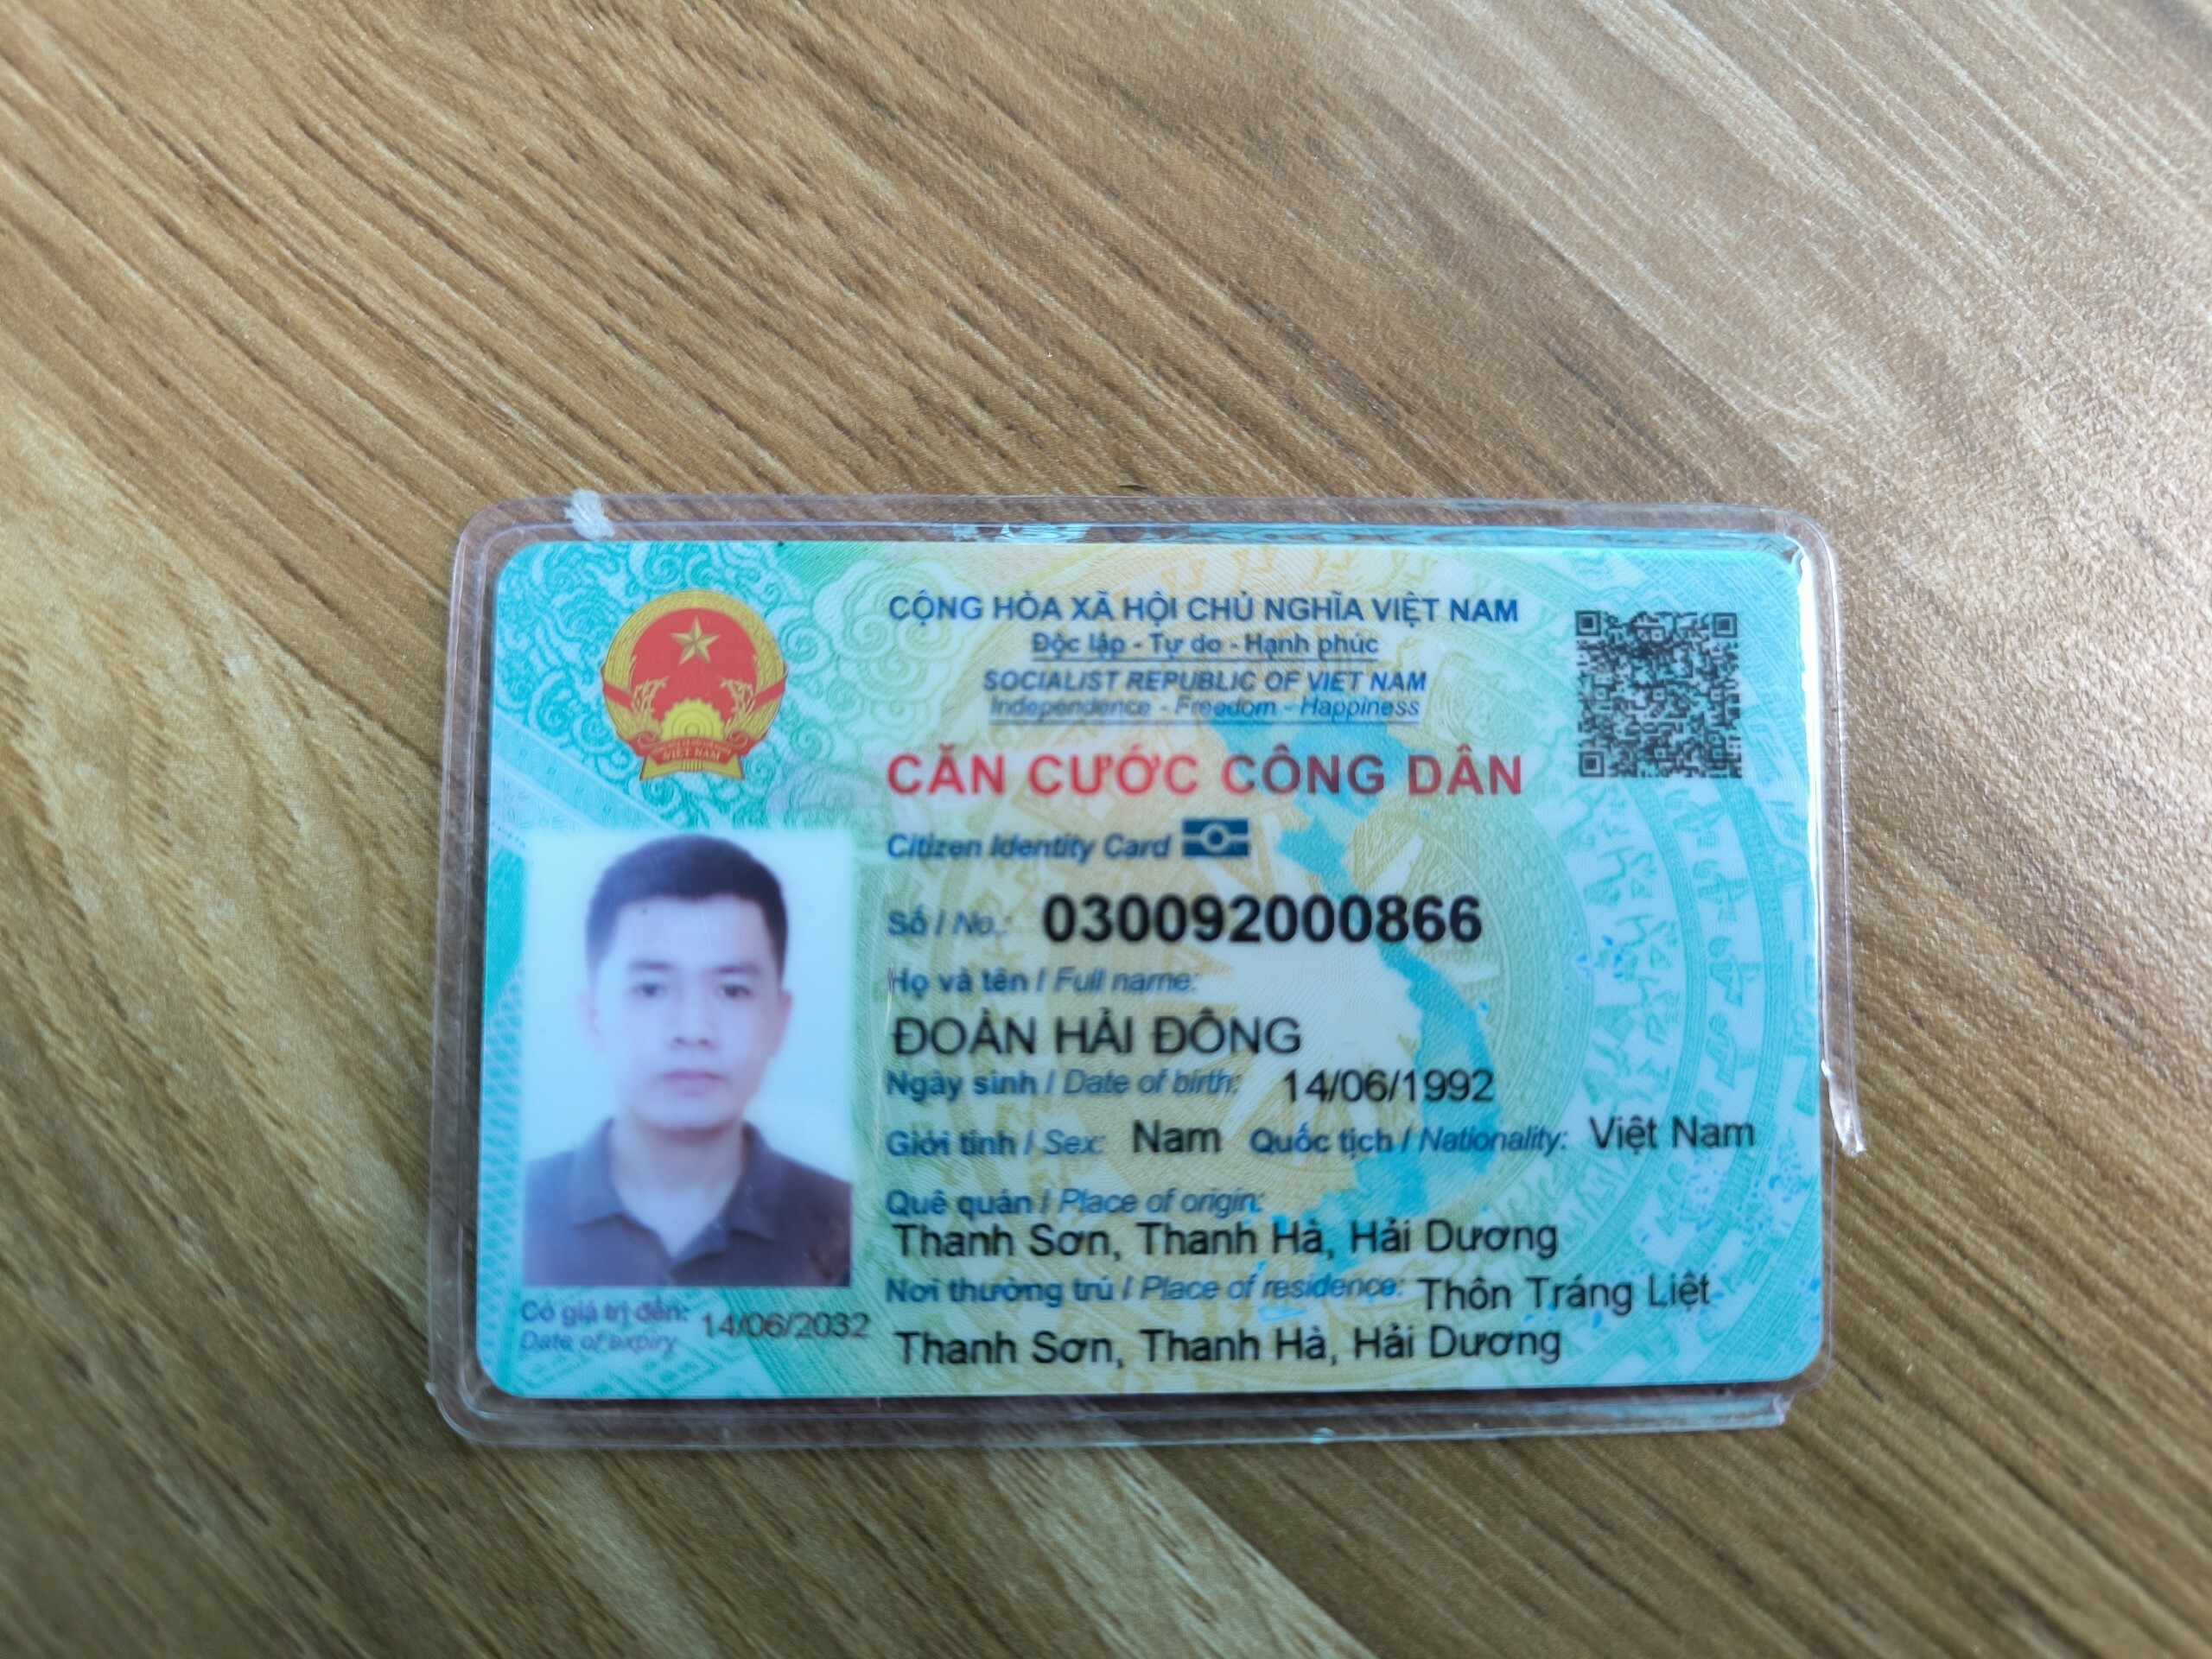 CỘNG HÒA XÃ HỘI CHỦ NGHĨA VIỆT NAM
Độc lập - Tự do - Hạnh phúc
SOCIALIST REPUBLIC OF VIET NAM
Independence - Freedom - Happiness
CĂN CƯỚC CÔNG DÂN
Citizen Identity Card
Số / No.: 030092000866
Họ và tên / Full name:
ĐOÀN HẢI ĐÔNG
Ngày sinh / Date of birth: 14/06/1992
Giới tính / Sex: Nam Quốc tịch / Nationality: Việt Nam
Quê quán / Place of origin:
Thanh Sơn, Thanh Hà, Hải Dương
Nơi thường trú / Place of residence: Thôn Tráng Liệt
Thanh Sơn, Thanh Hà, Hải Dương
Có giá trị đến: 14/06/2032
Date of expiry
VIỆT NAM